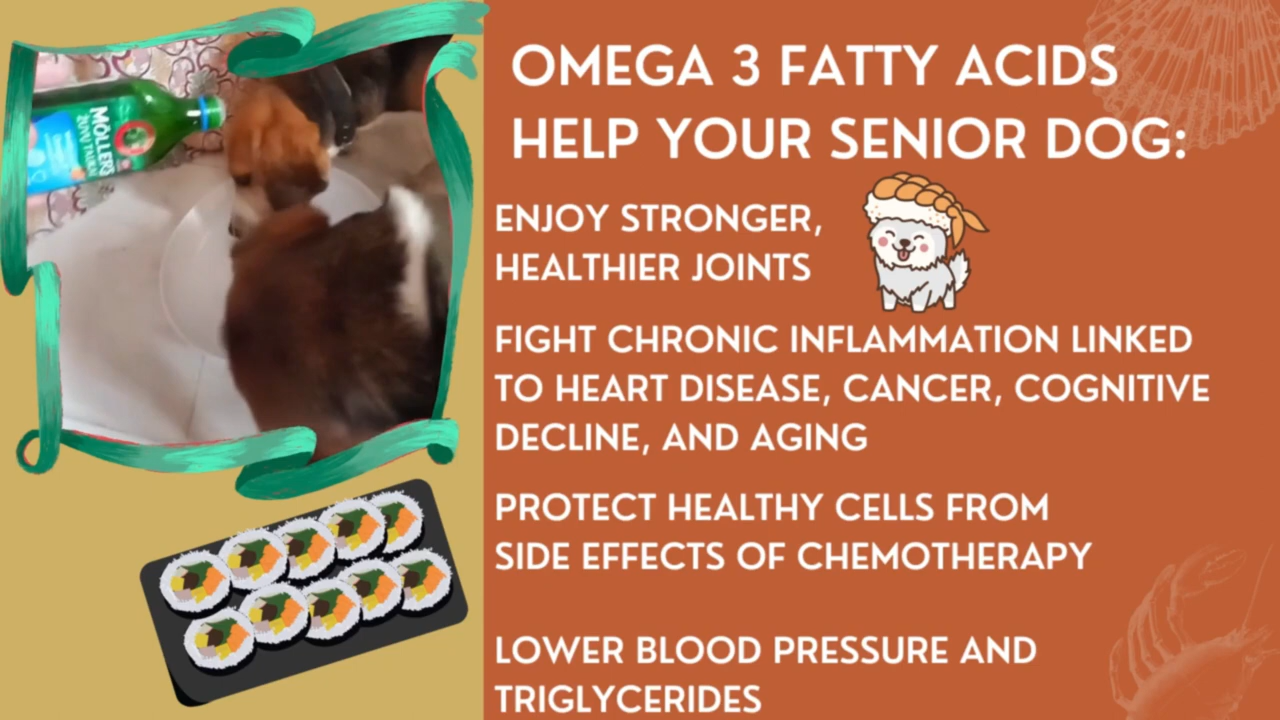 OMEGA 3 FATTY ACIDS
HELP YOUR SENIOR DOG:
ENJOY STRONGER,
HEALTHIER JOINTS
FIGHT CHRONIC INFLAMMATION LINKED
TO HEART DISEASE, CANCER, COGNITIVE
DECLINE, AND AGING
PROTECT HEALTHY CELLS FROM
SIDE EFFECTS OF CHEMOTHERAPY
LOWER BLOOD PRESSURE AND
TRIGLYCERIDES
MÖLLER'S
ŽUVŲ TAUKAI